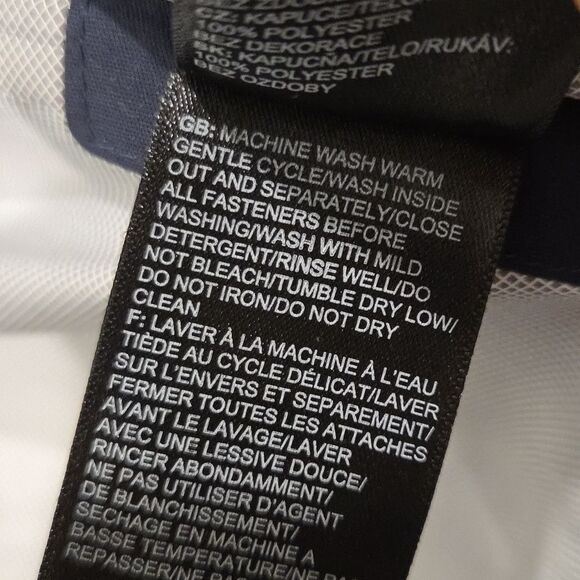 CZ: KAPUCE/TĚLO/
100% POLYESTER
BEZ DEKORACE
SK: KAPUCŇA/TELO/RUKÁV:
100% POLYESTER
BEZ OZDOBY
GB: MACHINE WASH WARM
GENTLE CYCLE/WASH INSIDE
OUT AND SEPARATELY/CLOSE
ALL FASTENERS BEFORE
WASHING/WASH WITH MILD
DETERGENT/RINSE WELL/DO
NOT BLEACH/TUMBLE DRY LOW/
DO NOT IRON/DO NOT DRY
CLEAN
F: LAVER À LA MACHINE À L'EAU
TIÈDE AU CYCLE DÉLICAT/LAVER
SUR L'ENVERS ET SEPAREMENT/
FERMER TOUTES LES ATTACHES
AVANT LE LAVAGE/LAVER
AVEC UNE LESSIVE DOUCE/
RINCER ABONDAMMENT/
NE PAS UTILISER D'AGENT
DE BLANCHISSEMENT/
SECHAGE EN MACHINE A
BASSE TEMPERATURE/NE PAS
REPASSER/NE PAS